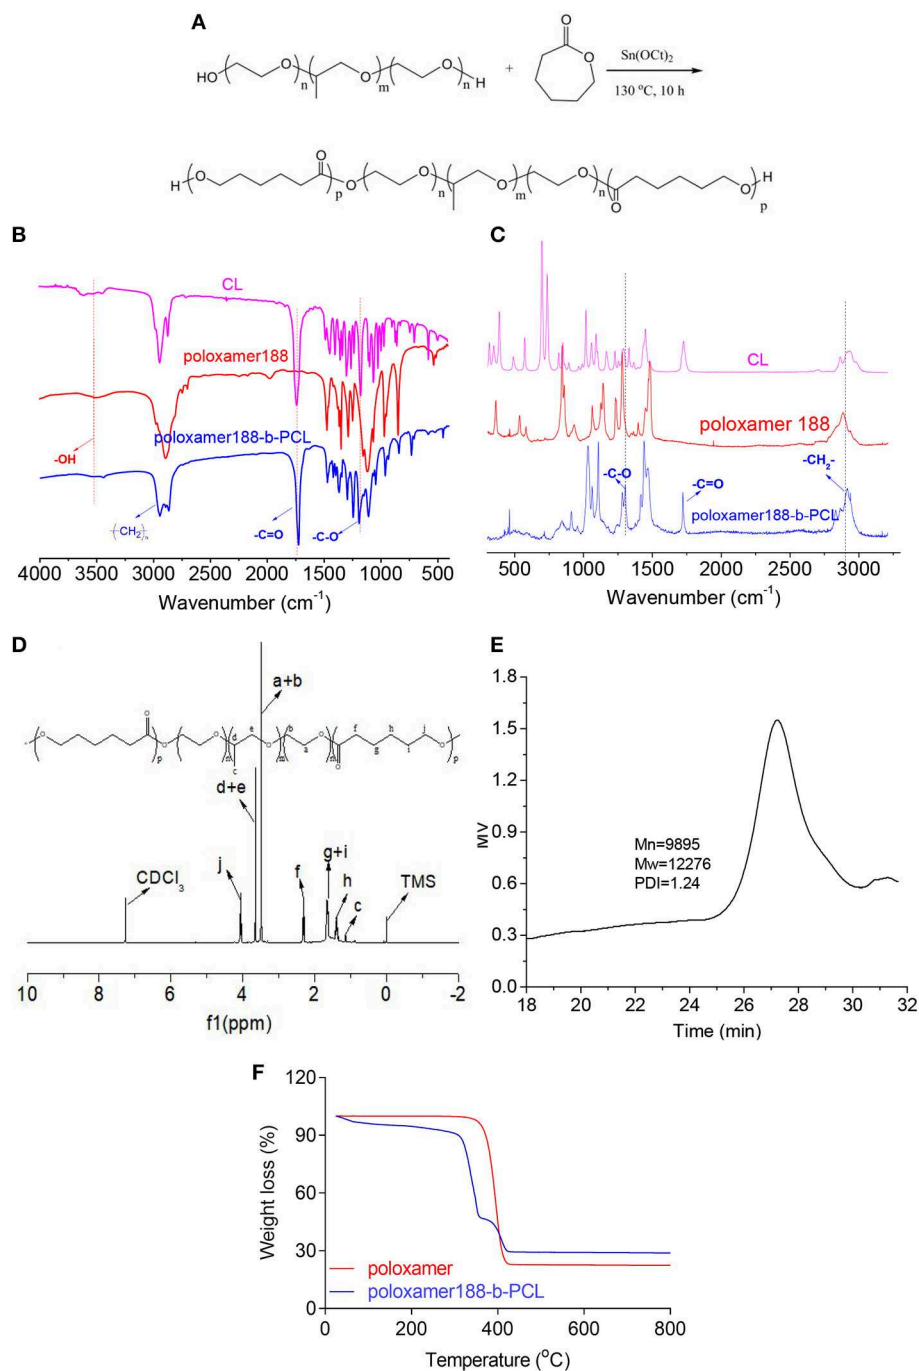 A
HO
O
n
O
m
O
H
n
+
O
O
Sn(OCt)₂
130 °C, 10 h
H
O
O
p
O
O
n
O
m
O
n
O
O
H
p
B
CL
poloxamer188
poloxamer188-b-PCL
-OH
-(CH₂)ₙ
-C=O
-C-O
4000 3500 3000 2500 2000 1500 1000 500
Wavenumber (cm⁻¹)
C
CL
poloxamer 188
-C-O
-C=O
-CH₂-
poloxamer188-b-PCL
500 1000 1500 2000 2500 3000
Wavenumber (cm⁻¹)
D
a+b
O
O
p
O
O
n
d
c
e
O
m
b
a
O
n
O
f
g
h
i
j
O
p
d+e
j
CDCl₃
f
g+i
h
c
TMS
10 8 6 4 2 0 -2
f1(ppm)
E
1.8
1.5
1.2
0.9
0.6
0.3
0.0
MV
Mn=9895
Mw=12276
PDI=1.24
18 20 22 24 26 28 30 32
Time (min)
F
120
90
60
30
0
Weight loss (%)
poloxamer
poloxamer188-b-PCL
0 200 400 600 800
Temperature (°C)